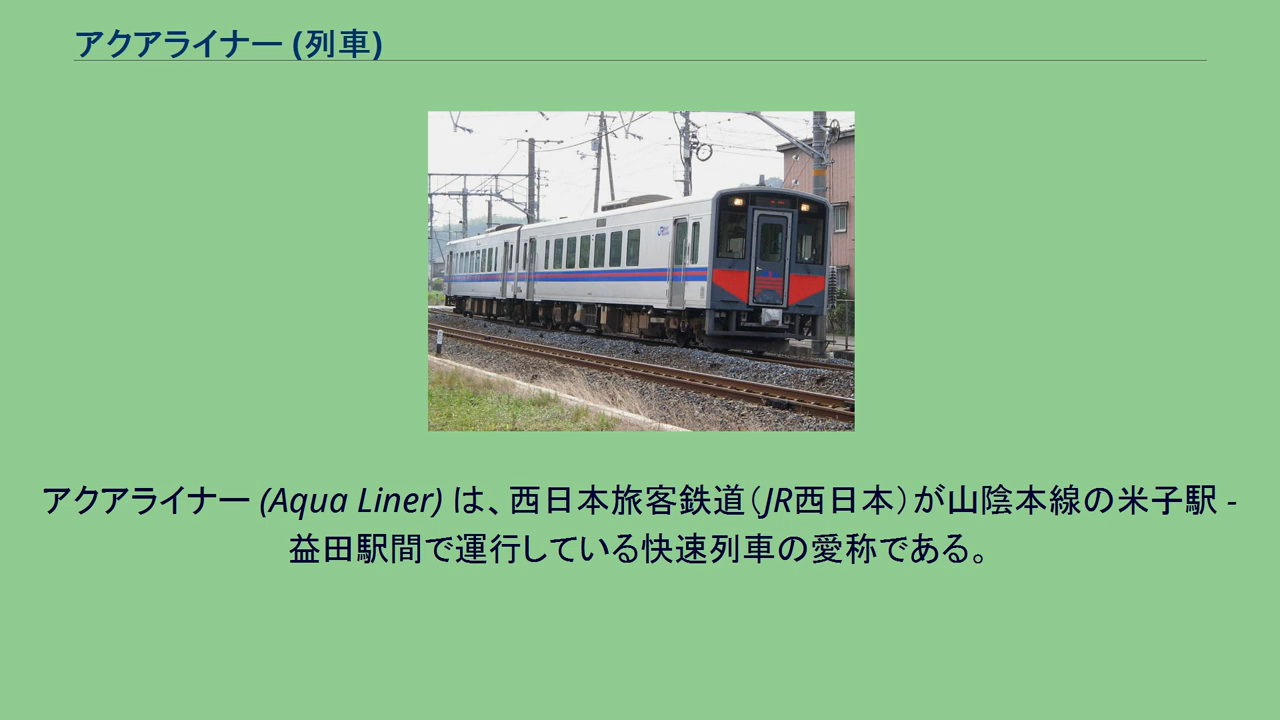 アクアライナー (列車)
アクアライナー (Aqua Liner) は、西日本旅客鉄道（JR西日本）が山陰本線の米子駅 -
益田駅間で運行している快速列車の愛称である。